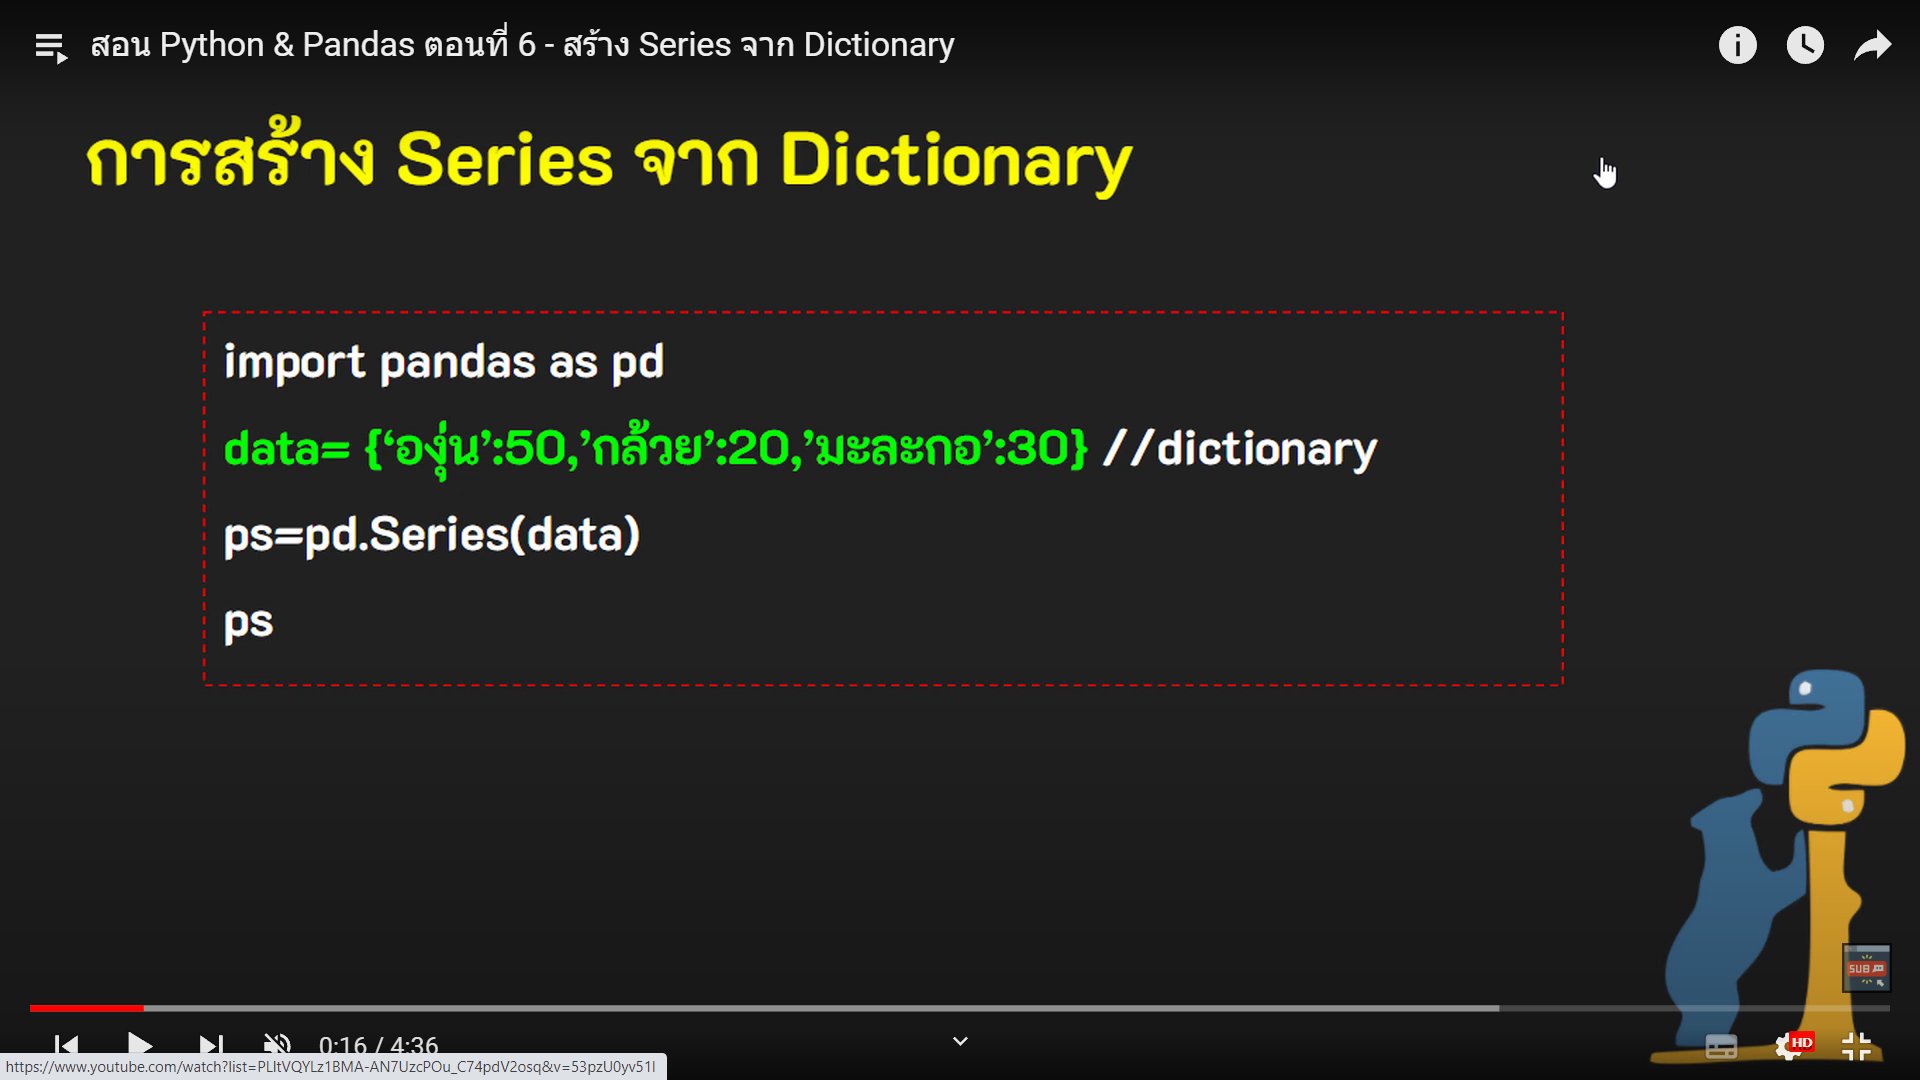 สอน Python & Pandas ตอนที่ 6 - สร้าง Series จาก Dictionary
การสร้าง Series จาก Dictionary
import pandas as pd
data= {‘องุ่น’:50,’กล้วย’:20,’มะละกอ’:30} //dictionary
ps=pd.Series(data)
ps
SUB
0:16 / 4:36
HD
https://www.youtube.com/watch?list=PLltVQYLz1BMA-AN7UzcPOu_C74pdV2osq&v=53pzU0yv51I